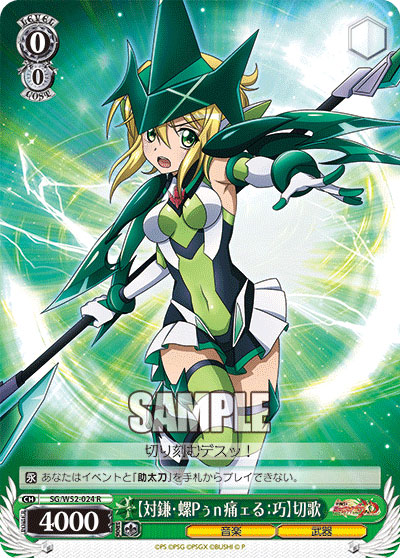 LEVEL
0
0
COST
SAMPLE
切り刻むデスッ！
永 あなたはイベントと『助太刀』を手札からプレイできない。
CH SG/W52-024 R
【対鎌・螺Pぅn痛ェる:巧】切歌
POWER
4000
音楽
武器
©PS ©PSG ©PSGX ©BUSHI © P